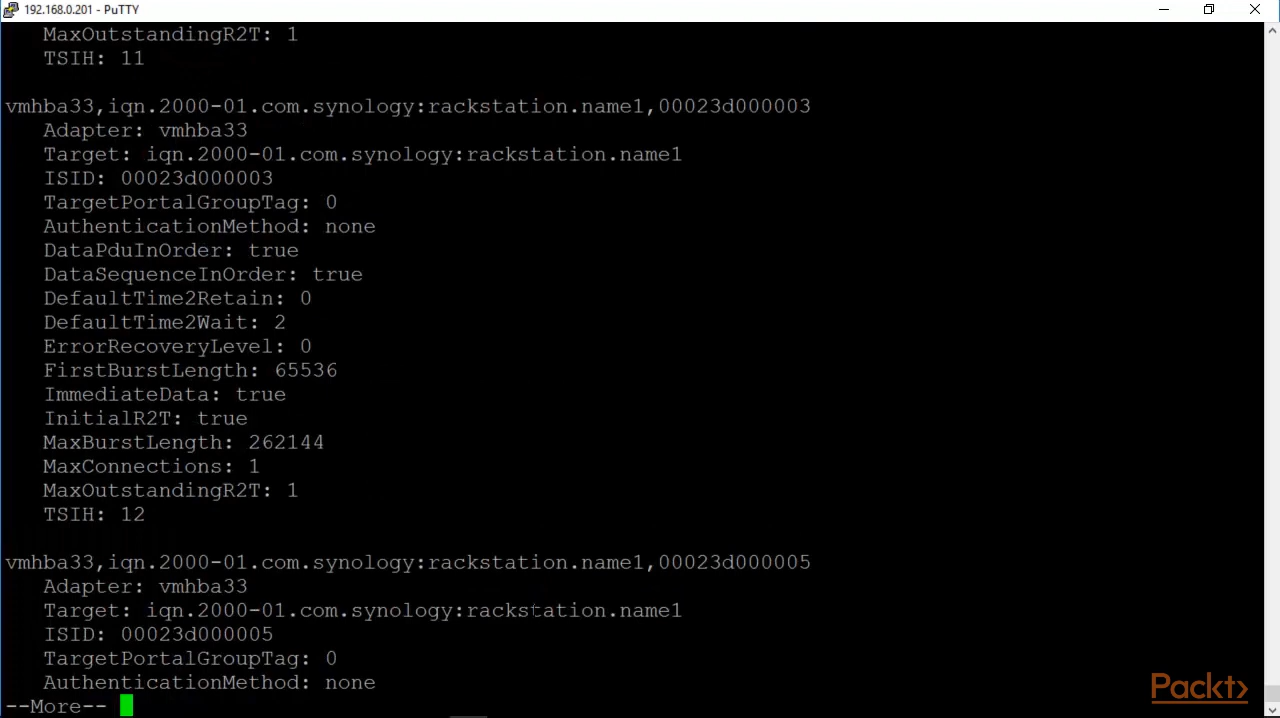 192.168.0.201 - PuTTY
MaxOutstandingR2T: 1
TSIH: 11
vmhba33,iqn.2000-01.com.synology:rackstation.name1,00023d000003
Adapter: vmhba33
Target: iqn.2000-01.com.synology:rackstation.name1
ISID: 00023d000003
TargetPortalGroupTag: 0
AuthenticationMethod: none
DataPduInOrder: true
DataSequenceInOrder: true
DefaultTime2Retain: 0
DefaultTime2Wait: 2
ErrorRecoveryLevel: 0
FirstBurstLength: 65536
ImmediateData: true
InitialR2T: true
MaxBurstLength: 262144
MaxConnections: 1
MaxOutstandingR2T: 1
TSIH: 12
vmhba33,iqn.2000-01.com.synology:rackstation.name1,00023d000005
Adapter: vmhba33
Target: iqn.2000-01.com.synology:rackstation.name1
ISID: 00023d000005
TargetPortalGroupTag: 0
AuthenticationMethod: none
--More--
Packt>